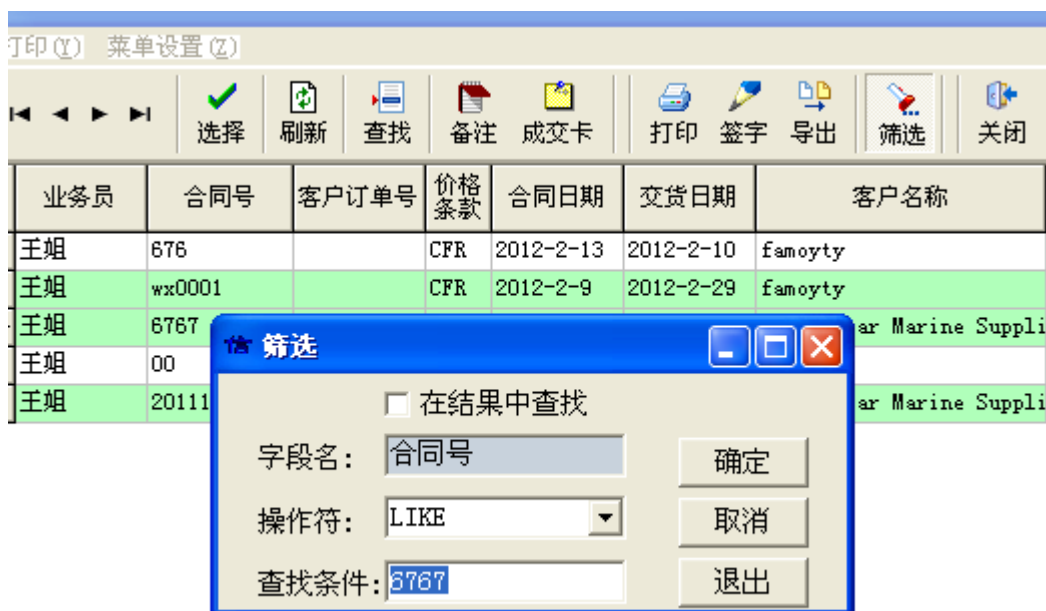 打印(Y) 菜单设置(Z)
选择 刷新 查找 备注 成交卡 打印 签字 导出 筛选 关闭
业务员 合同号 客户订单号 价格条款 合同日期 交货日期 客户名称
王姐 676 CFR 2012-2-13 2012-2-10 famoyty
王姐 wx0001 CFR 2012-2-9 2012-2-29 famoyty
王姐 6767 ar Marine Suppli
王姐 00
王姐 20111 ar Marine Suppli
筛选
在结果中查找
字段名: 合同号 确定
操作符: LIKE 取消
查找条件: 6767 退出